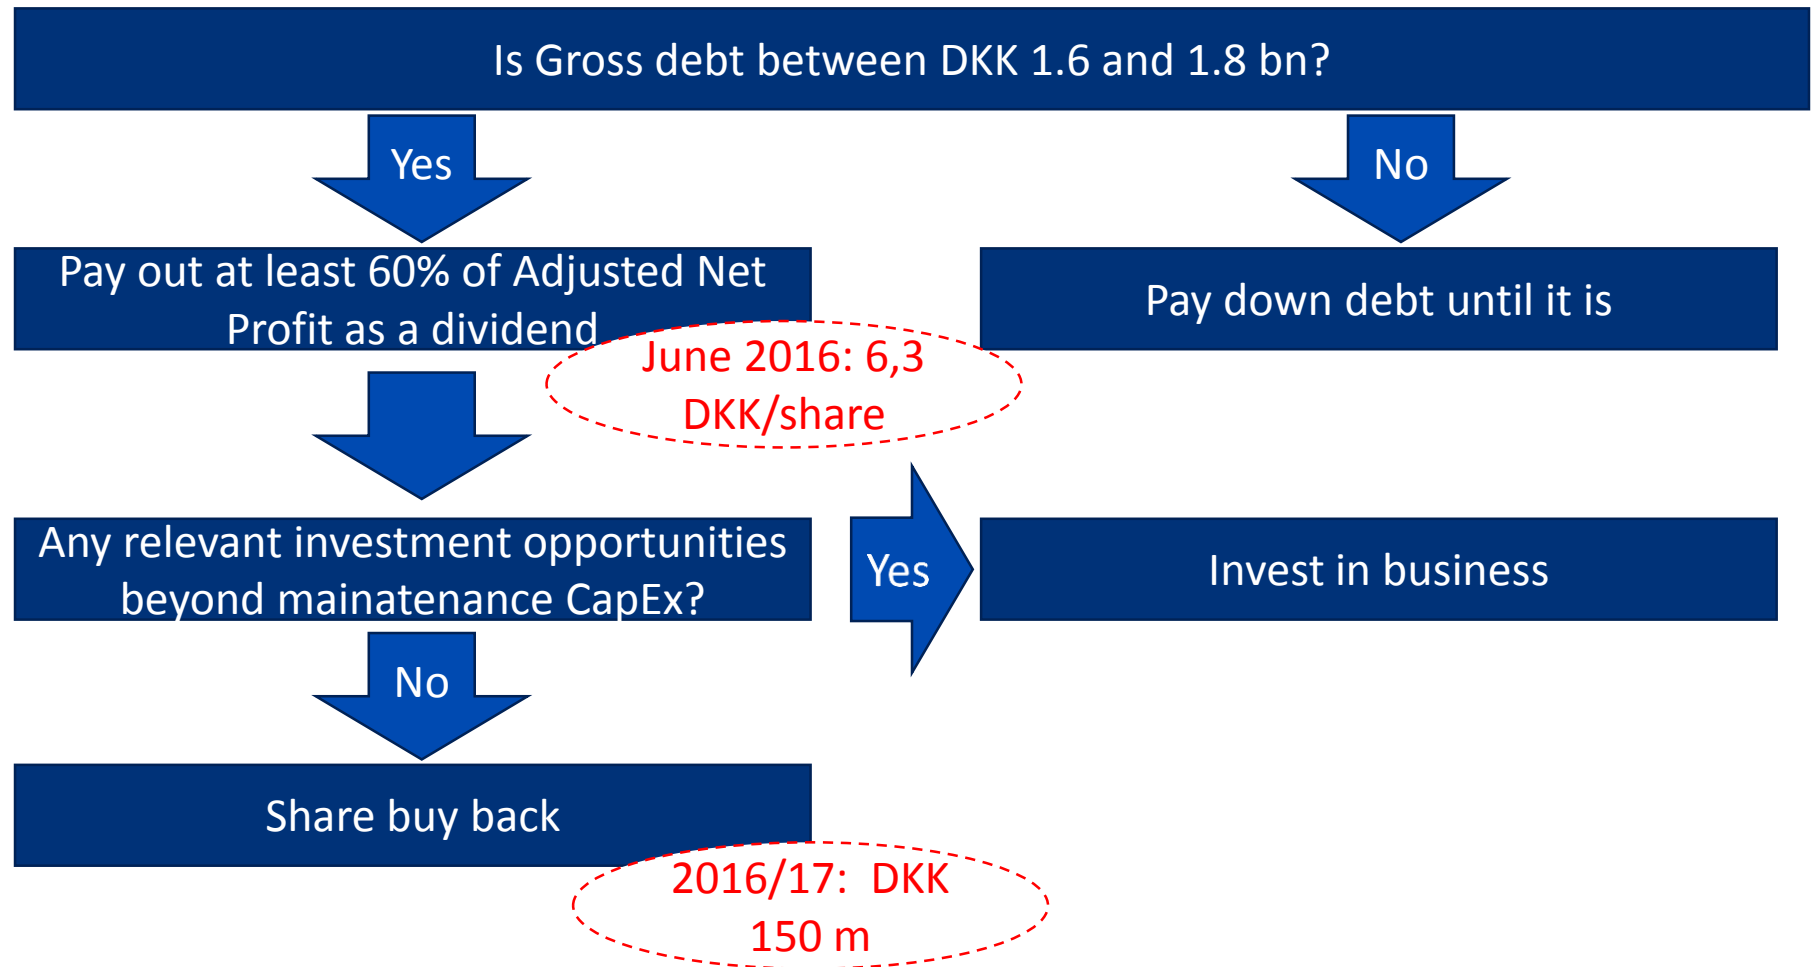 Is Gross debt between DKK 1.6 and 1.8 bn?
Yes
No
Pay out at least 60% of Adjusted Net
Profit as a dividend
Pay down debt until it is
June 2016: 6,3
DKK/share
Any relevant investment opportunities
beyond mainatenance CapEx?
Yes
Invest in business
No
Share buy back
2016/17: DKK
150 m